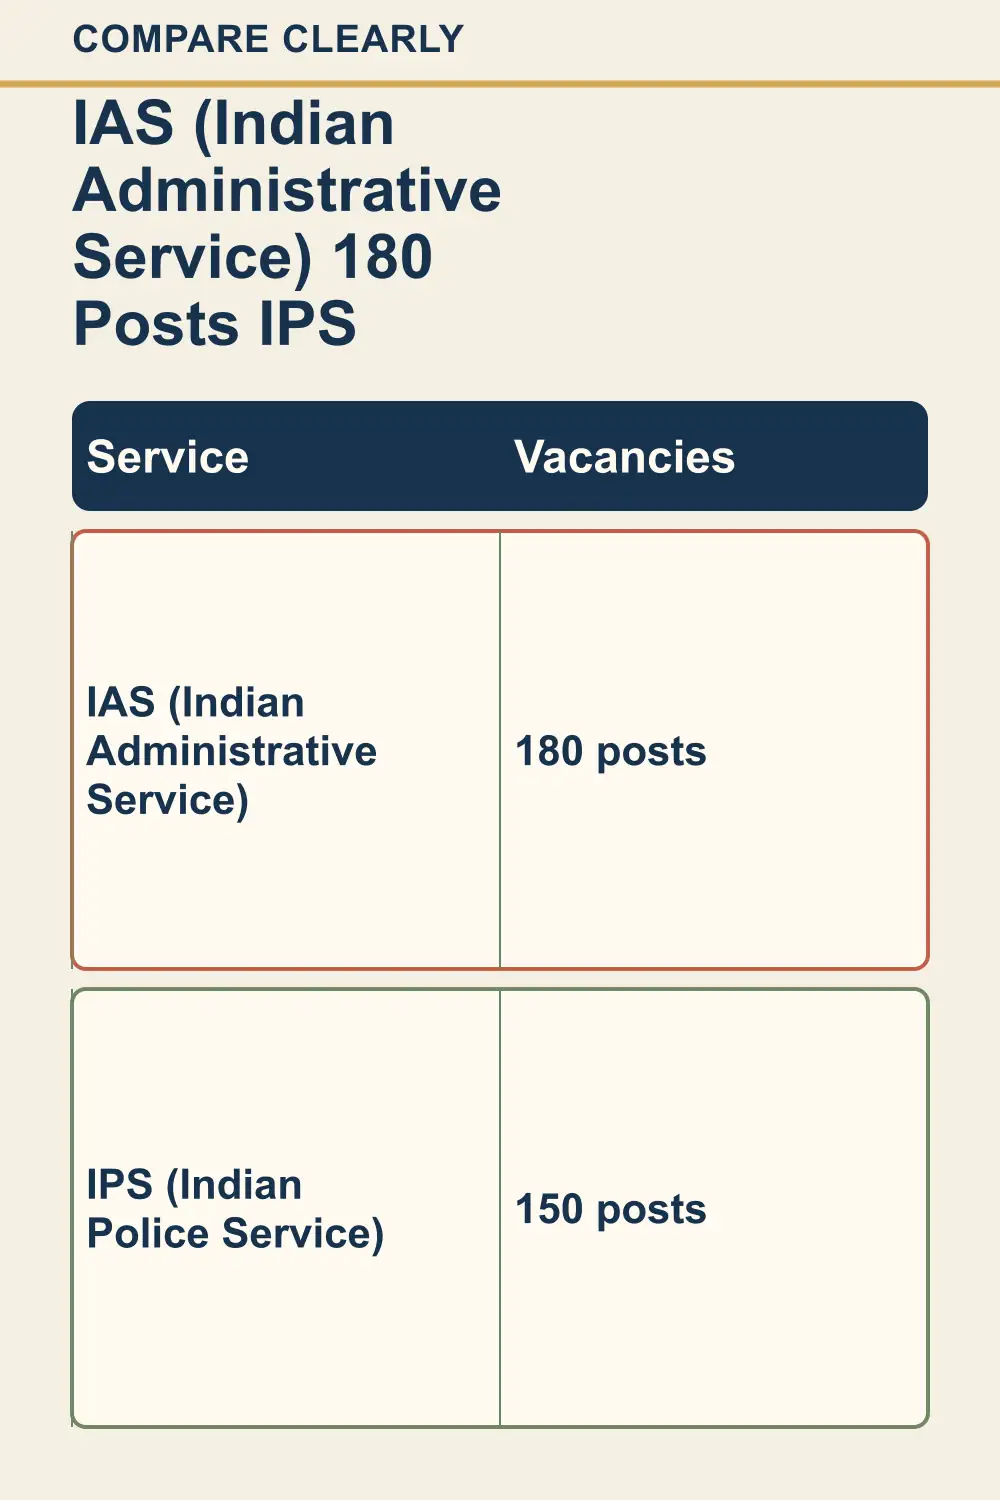 COMPARE CLEARLY
IAS (Indian
Administrative
Service) 180
Posts IPS
Service
Vacancies
IAS (Indian
Administrative
Service)
180 posts
IPS (Indian
Police Service)
150 posts